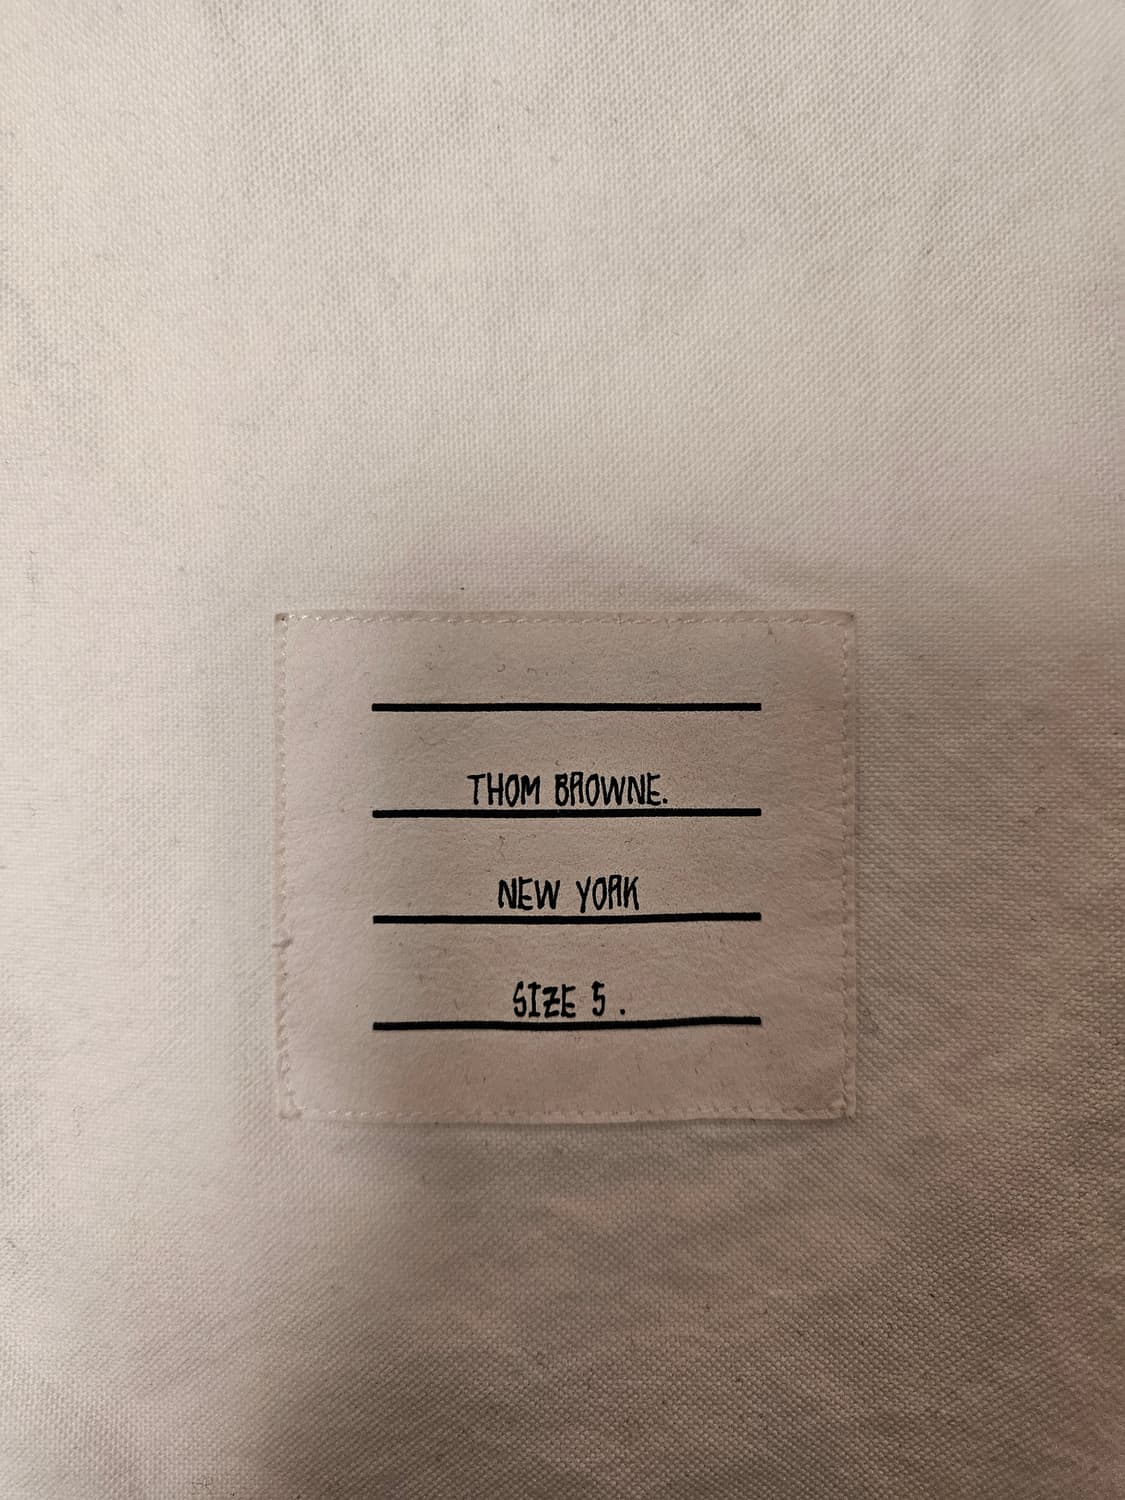 THOM BROWNE.
NEW YORK
SIZE 5 .